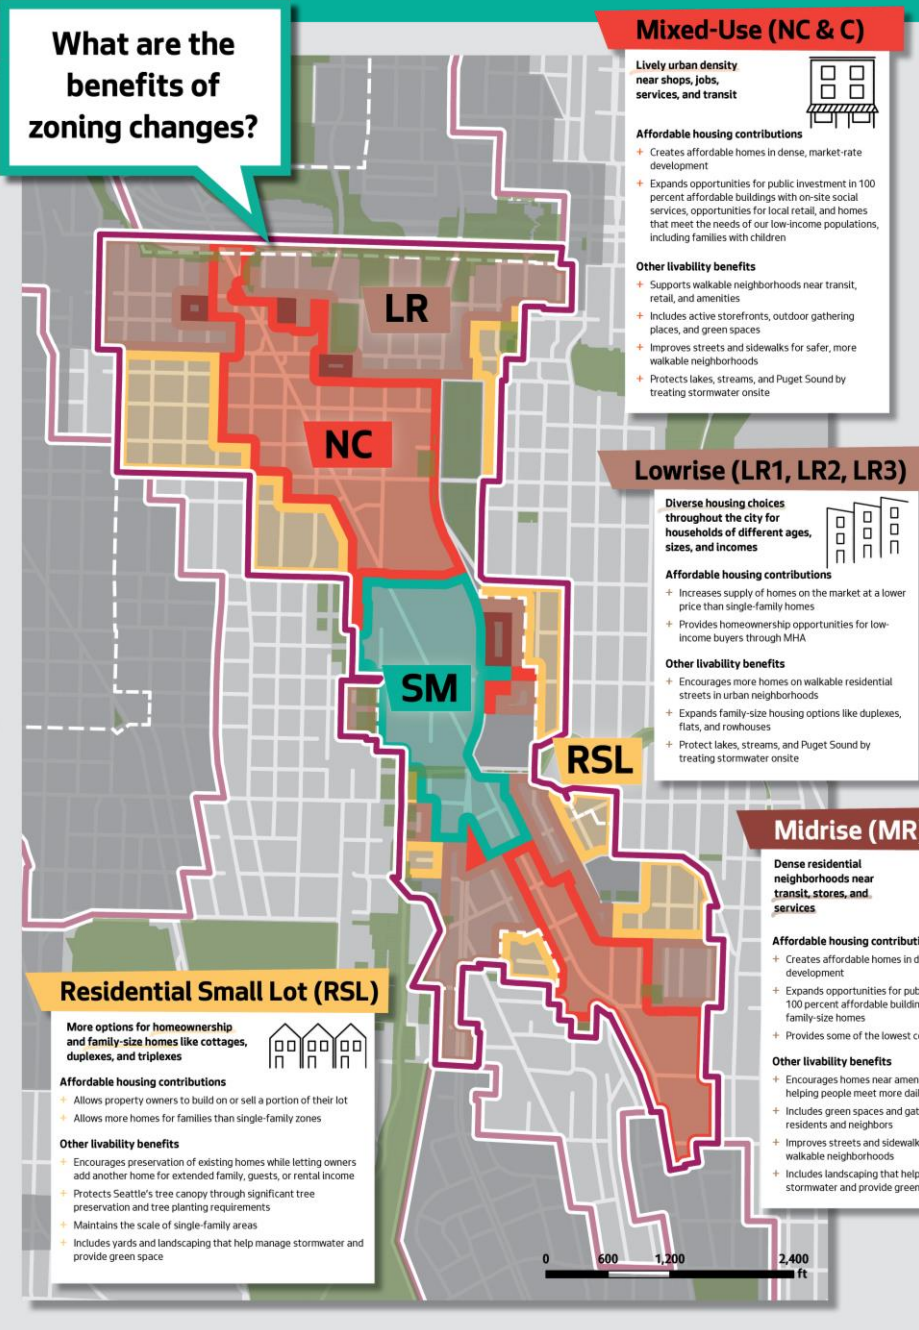 What are the
benefits of
zoning changes?
Mixed-Use (NC & C)
Lively urban density
near shops, jobs,
services, and transit
Affordable housing contributions
+ Creates affordable homes in dense, market-rate
development
+ Expands opportunities for public investment in 100
percent affordable buildings with on-site social
services, opportunities for local retail, and homes
that meet the needs of our low-income populations,
including families with children
Other livability benefits
+ Supports walkable neighborhoods near transit,
retail, and amenities
+ Includes active storefronts, outdoor gathering
places, and green spaces
+ Improves streets and sidewalks for safer, more
walkable neighborhoods
+ Protects lakes, streams, and Puget Sound by
treating stormwater onsite
LR
NC
SM
RSL
Lowrise (LR1, LR2, LR3)
Diverse housing choices
throughout the city for
households of different ages,
sizes, and incomes
Affordable housing contributions
+ Increases supply of homes on the market at a lower
price than single-family homes
+ Provides homeownership opportunities for low-
income buyers through MHA
Other livability benefits
+ Encourages more homes on walkable residential
streets in urban neighborhoods
+ Expands family-size housing options like duplexes,
flats, and rowhouses
+ Protect lakes, streams, and Puget Sound by
treating stormwater onsite
Midrise (MR
Dense residential
neighborhoods near
transit, stores, and
services
Affordable housing contributi
+ Creates affordable homes in d
development
+ Expands opportunities for pub
100 percent affordable buildin
family-size homes
+ Provides some of the lowest c
Other livability benefits
+ Encourages homes near amen
helping people meet more dai
+ Includes green spaces and gat
residents and neighbors
+ Improves streets and sidewalk
walkable neighborhoods
+ Includes landscaping that help
stormwater and provide green
Residential Small Lot (RSL)
More options for homeownership
and family-size homes like cottages,
duplexes, and triplexes
Affordable housing contributions
+ Allows property owners to build on or sell a portion of their lot
+ Allows more homes for families than single-family zones
Other livability benefits
+ Encourages preservation of existing homes while letting owners
add another home for extended family, guests, or rental income
+ Protects Seattle's tree canopy through significant tree
preservation and tree planting requirements
+ Maintains the scale of single-family areas
+ Includes yards and landscaping that help manage stormwater and
provide green space
0 600 1,200 2,400
ft